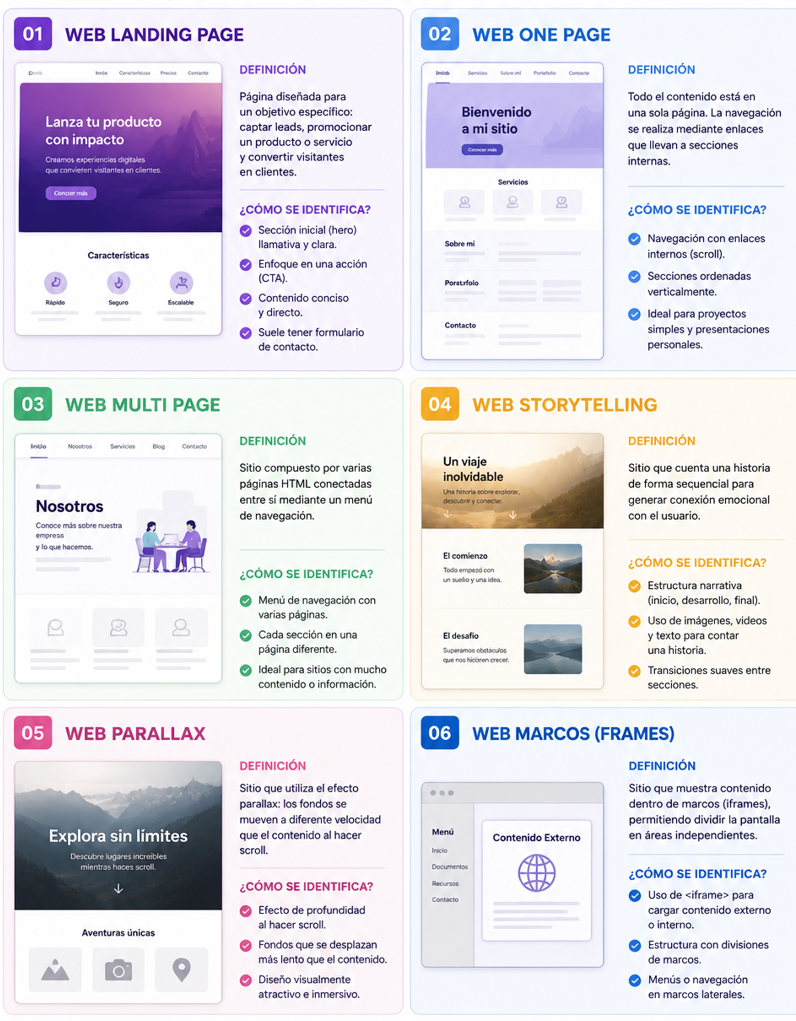 01 WEB LANDING PAGE
Inicio Características Precios Contacto
Lanza tu producto
con impacto
Creamos experiencias digitales
que convierten visitantes en clientes.
Conocer más
Características
Rápido Seguro Escalable
DEFINICIÓN
Página diseñada para
un objetivo específico:
captar leads, promocionar
un producto o servicio
y convertir visitantes
en clientes.
¿CÓMO SE IDENTIFICA?
Sección inicial (hero)
llamativa y clara.
Enfoque en una acción
(CTA).
Contenido conciso
y directo.
Suele tener formulario
de contacto.
02 WEB ONE PAGE
Inicio Servicios Sobre mí Portafolio Contacto
Bienvenido
a mi sitio
Conocer más
Servicios
Sobre mí
Contacto
DEFINICIÓN
Todo el contenido está en
una sola página. La navegación
se realiza mediante enlaces
que llevan a secciones
internas.
¿CÓMO SE IDENTIFICA?
Navegación con enlaces
internos (scroll).
Secciones ordenadas
verticalmente.
Ideal para proyectos
simples y presentaciones
personales.
03 WEB MULTI PAGE
Inicio Nosotros Servicios Blog Contacto
Nosotros
Conoce más sobre nuestra
empresa
y lo que hacemos.
DEFINICIÓN
Sitio compuesto por varias
páginas HTML conectadas
entre sí mediante un menú
de navegación.
¿CÓMO SE IDENTIFICA?
Menú de navegación con
varias páginas.
Cada sección en una
página diferente.
Ideal para sitios con mucho
contenido o información.
04 WEB STORYTELLING
Un viaje
inolvidable
Una historia sobre explorar,
descubrir y conectar.
El comienzo
Todo empezó con
un sueño y una idea.
El desafío
Superamos obstáculos
que nos hicieron crecer.
DEFINICIÓN
Sitio que cuenta una historia
de forma sequencial para
generar conexión emocional
con el usuario.
¿CÓMO SE IDENTIFICA?
Estructura narrativa
(inicio, desarrollo, final).
Uso de imágenes, videos
y texto para contar
una historia.
Transiciones suaves entre
secciones.
05 WEB PARALLAX
Explora sin límites
Descubre lugares increíbles
mientras haces scroll.
Aventuras únicas
DEFINICIÓN
Sitio que utiliza el efecto
parallax: los fondos se
mueven a diferente velocidad
que el contenido al hacer
scroll.
¿CÓMO SE IDENTIFICA?
Efecto de profundidad
al hacer scroll.
Fondos que se desplazan
más lento que el contenido.
Diseño visualmente
atractivo e inmersivo.
06 WEB MARCOS (FRAMES)
Menú
Inicio
Documentos
Recursos
Contacto
Contenido Externo
DEFINICIÓN
Sitio que muestra contenido
dentro de marcos (iframes),
permitiendo dividir la pantalla
en áreas independientes.
¿CÓMO SE IDENTIFICA?
Uso de <iframe> para
cargar contenido externo
o interno.
Estructura con divisiones
de marcos.
Menús o navegación
en marcos laterales.